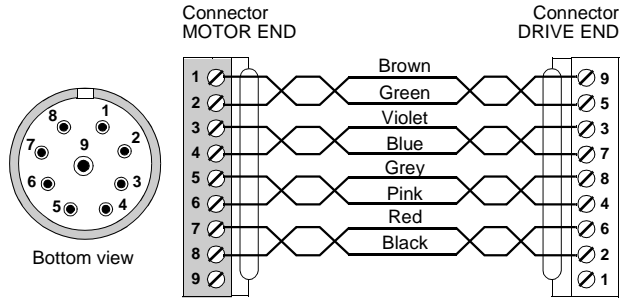 Connector
MOTOR END
Connector
DRIVE END
8 1
7 9 2
6 3
5 4
Bottom view
1 Brown 9
2 Green 5
3 Violet 3
4 Blue 7
5 Grey 8
6 Pink 4
7 Red 6
8 Black 2
9 1